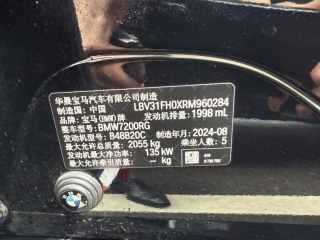 华晨宝马汽车有限公司制造
制造国: 中国 LBV31FH0XRM960284
品牌: 宝马(BMW)牌 发动机排量: 1998 mL
整车型号: BMW7200RG
发动机型号: B48B20C 制造年月: 2024-08
最大允许总质量: 2055 kg 乘坐人数: 5
发动机最大净功率: 135 kW
最大允许牵引质量: — kg